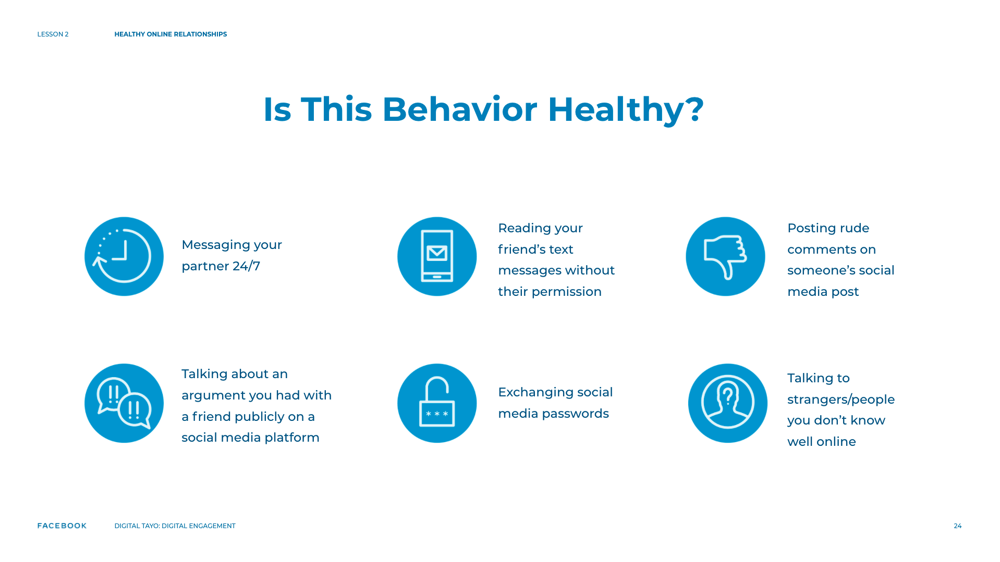 LESSON 2
HEALTHY ONLINE RELATIONSHIPS
Is This Behavior Healthy?
Messaging your
partner 24/7
Reading your
friend’s text
messages without
their permission
Posting rude
comments on
someone’s social
media post
!!
!!
Talking about an
argument you had with
a friend publicly on a
social media platform
***
Exchanging social
media passwords
?
Talking to
strangers/people
you don’t know
well online
FACEBOOK
DIGITAL TAYO: DIGITAL ENGAGEMENT
24